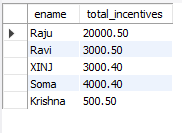 ename total_incentives
Raju 20000.50
Ravi 3000.50
XINJ 3000.40
Soma 4000.40
Krishna 500.50